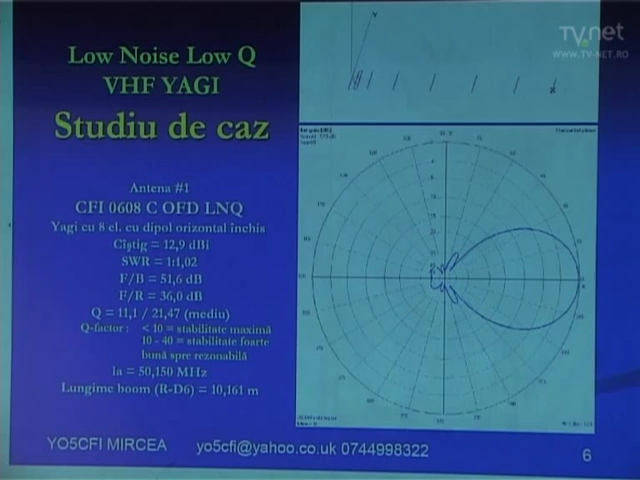 Low Noise Low Q
VHF YAGI
Studiu de caz
Antena #1
CFI 0608 C OFD LNQ
Yagi cu 8 el. cu dipol orizontal închis
Cîștig = 12,9 dBi
SWR = 1:1,02
F/B = 51,6 dB
F/R = 36,0 dB
Q = 11,1 / 21,47 (mediu)
Q-factor : < 10 = stabilitate maximă
10 - 40 = stabilitate foarte
bună spre rezonabilă
la = 50,150 MHz
Lungime boom (R-D6) = 10,161 m
YO5CFI MIRCEA yo5cfi@yahoo.co.uk 0744998322
6
TV.net
WWW.TV-NET.RO
Y
X